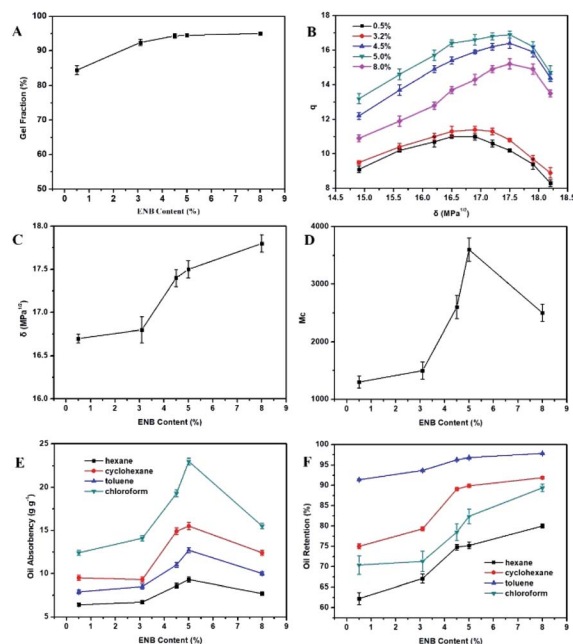 A
Gel Fraction (%)
100
90
80
70
60
50
0 1 2 3 4 5 6 7 8 9
ENB Content (%)
B
q
18
16
14
12
10
8
0.5%
3.2%
4.5%
5.0%
8.0%
14.5 15.0 15.5 16.0 16.5 17.0 17.5 18.0 18.5
δ (MPa1/2)
C
δ (MPa1/2)
18.0
17.5
17.0
16.5
16.0
0 1 2 3 4 5 6 7 8 9
ENB Content (%)
D
Mc
4000
3000
2000
1000
0 1 2 3 4 5 6 7 8 9
ENB Content (%)
E
Oil Absorbency (g g-1)
25
20
15
10
5
hexane
cyclohexane
toluene
chloroform
0 1 2 3 4 5 6 7 8 9
ENB Content (%)
F
Oil Retention (%)
100
95
90
85
80
75
70
65
60
hexane
cyclohexane
toluene
chloroform
0 1 2 3 4 5 6 7 8 9
ENB Content (%)